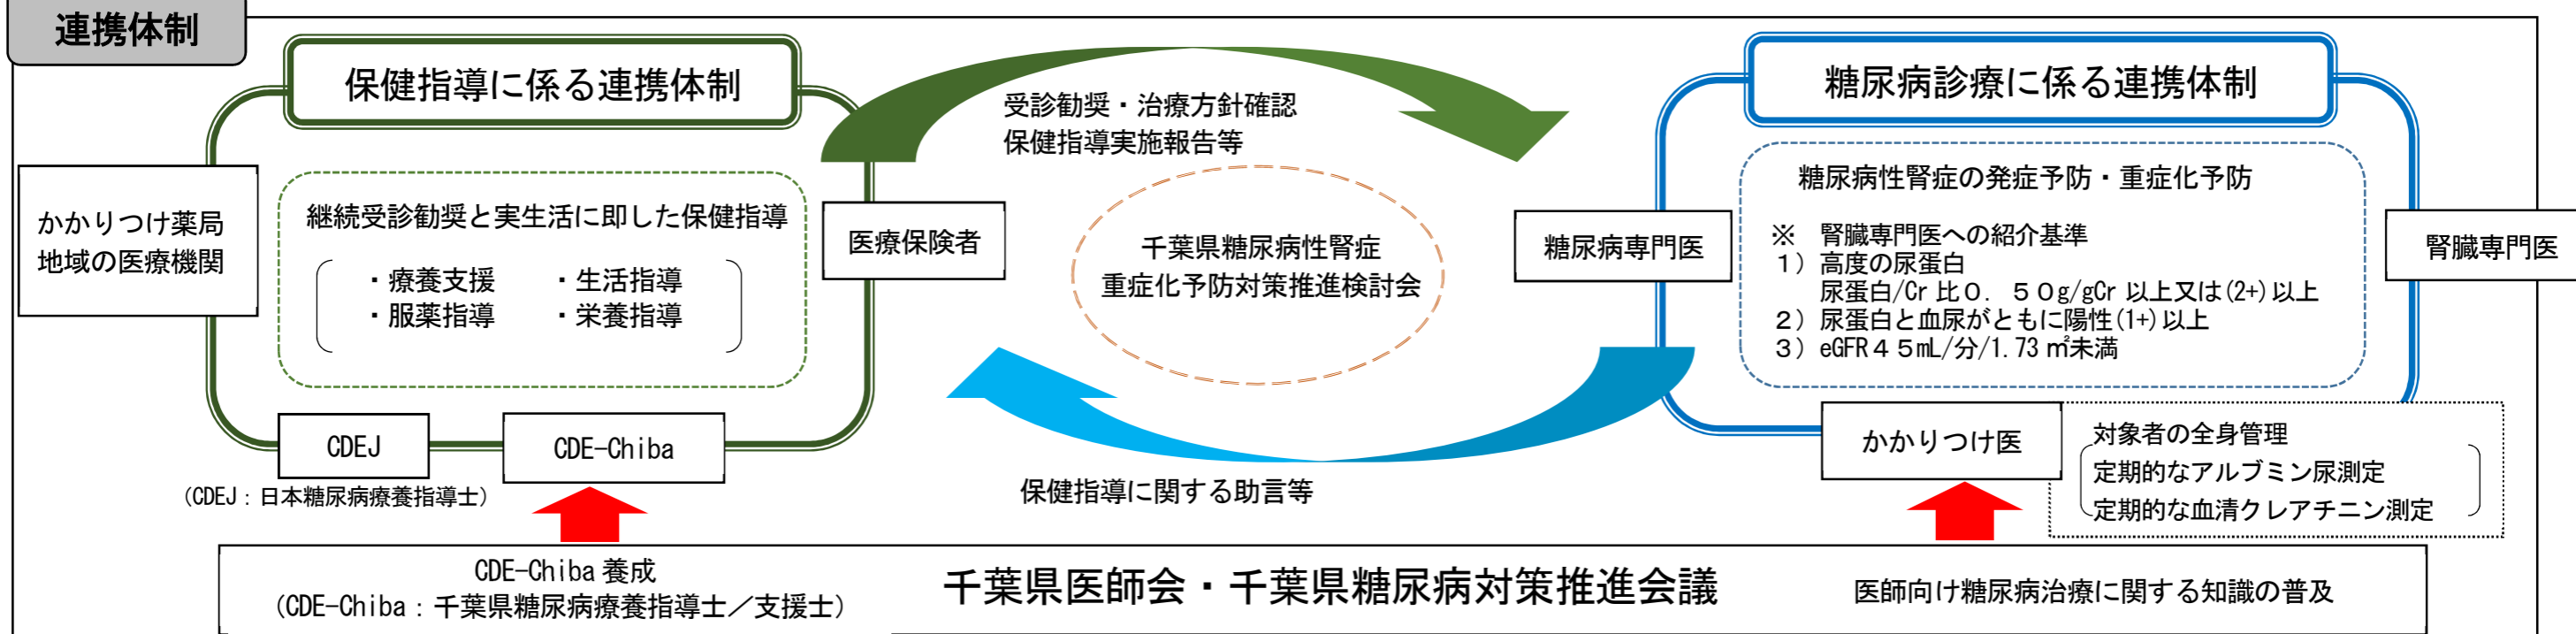 連携体制
保健指導に係る連携体制
かかりつけ薬局
地域の医療機関
継続受診勧奨と実生活に即した保健指導
・療養支援 ・生活指導
・服薬指導 ・栄養指導
医療保険者
CDEJ
CDE-Chiba
(CDEJ：日本糖尿病療養指導士)
受診勧奨・治療方針確認
保健指導実施報告等
千葉県糖尿病性腎症
重症化予防対策推進検討会
保健指導に関する助言等
糖尿病診療に係る連携体制
糖尿病専門医
糖尿病性腎症の発症予防・重症化予防
※ 腎臓専門医への紹介基準
１）高度の尿蛋白
尿蛋白/Cr 比０．５０g/gCr 以上又は(2+)以上
２）尿蛋白と血尿がともに陽性(1+)以上
３）eGFR４５mL/分/1.73 ㎡未満
腎臓専門医
かかりつけ医
対象者の全身管理
定期的なアルブミン尿測定
定期的な血清クレアチニン測定
CDE-Chiba 養成
(CDE-Chiba：千葉県糖尿病療養指導士／支援士)
千葉県医師会・千葉県糖尿病対策推進会議
医師向け糖尿病治療に関する知識の普及